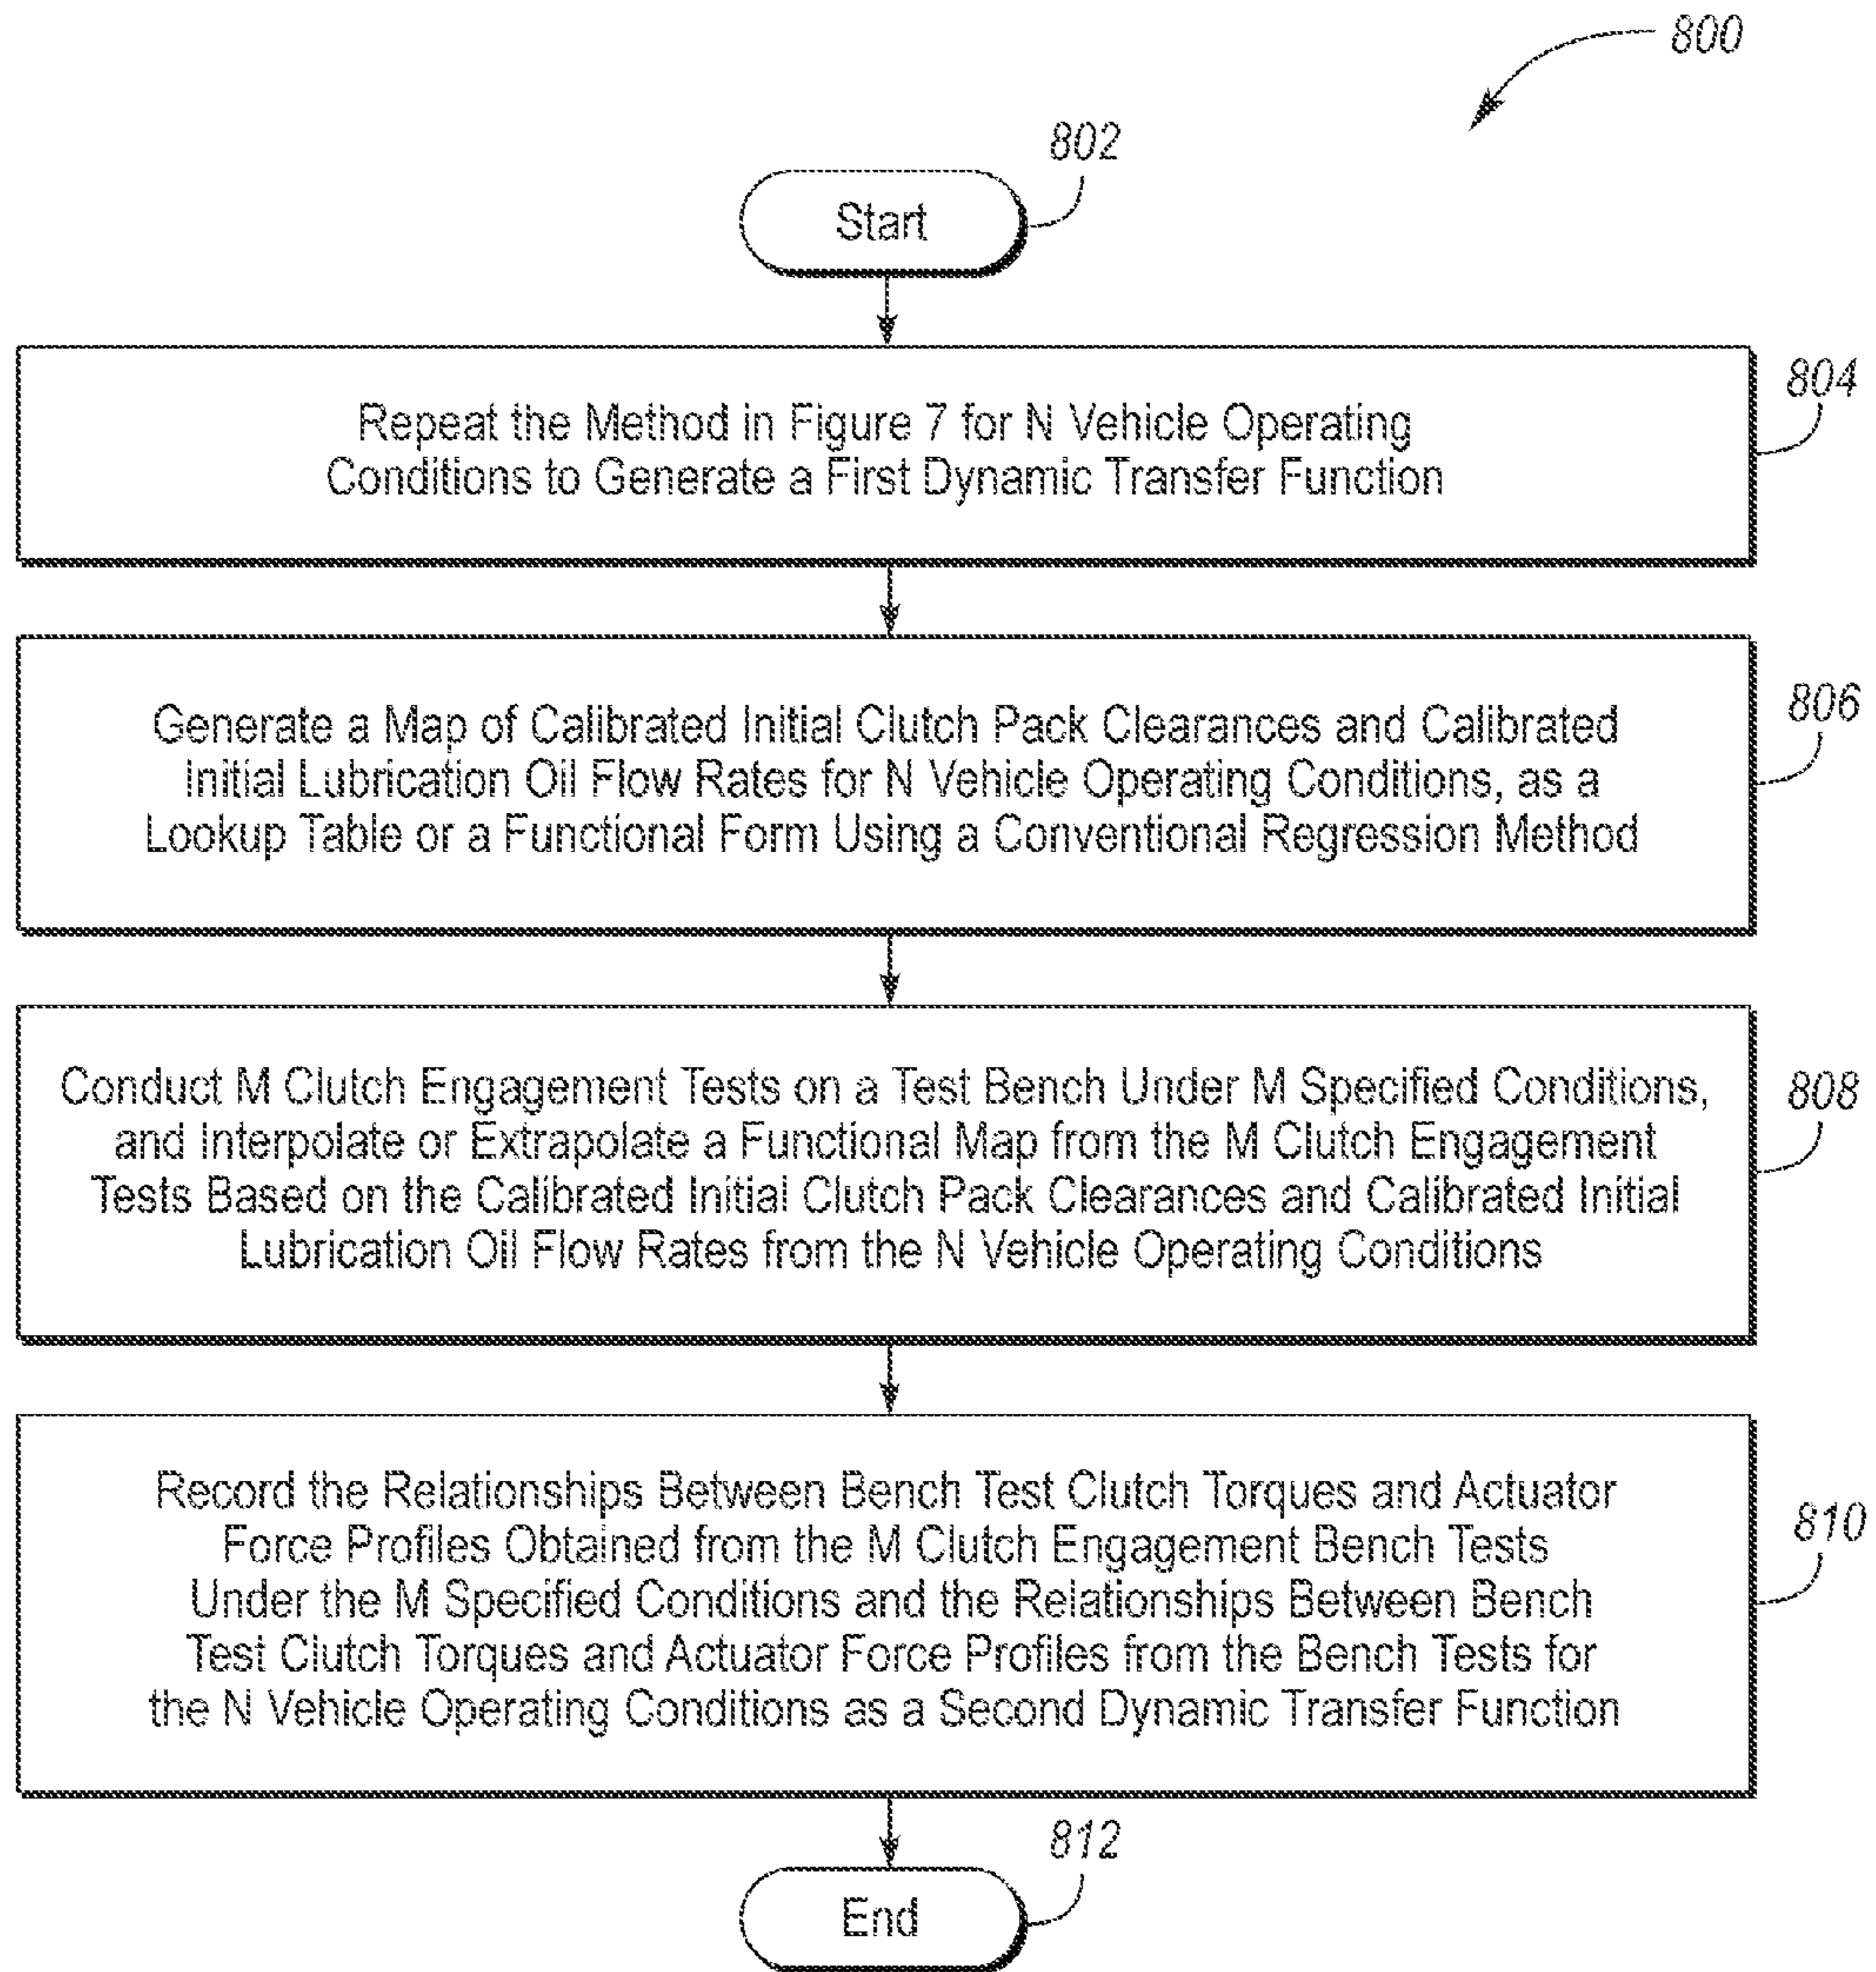 800
802
Start
804
Repeat the Method in Figure 7 for N Vehicle Operating
Conditions to Generate a First Dynamic Transfer Function
806
Generate a Map of Calibrated Initial Clutch Pack Clearances and Calibrated
Initial Lubrication Oil Flow Rates for N Vehicle Operating Conditions, as a
Lookup Table or a Functional Form Using a Conventional Regression Method
808
Conduct M Clutch Engagement Tests on a Test Bench Under M Specified Conditions,
and Interpolate or Extrapolate a Functional Map from the M Clutch Engagement
Tests Based on the Calibrated Initial Clutch Pack Clearances and Calibrated Initial
Lubrication Oil Flow Rates from the N Vehicle Operating Conditions
810
Record the Relationships Between Bench Test Clutch Torques and Actuator
Force Profiles Obtained from the M Clutch Engagement Bench Tests
Under the M Specified Conditions and the Relationships Between Bench
Test Clutch Torques and Actuator Force Profiles from the Bench Tests for
the N Vehicle Operating Conditions as a Second Dynamic Transfer Function
812
End